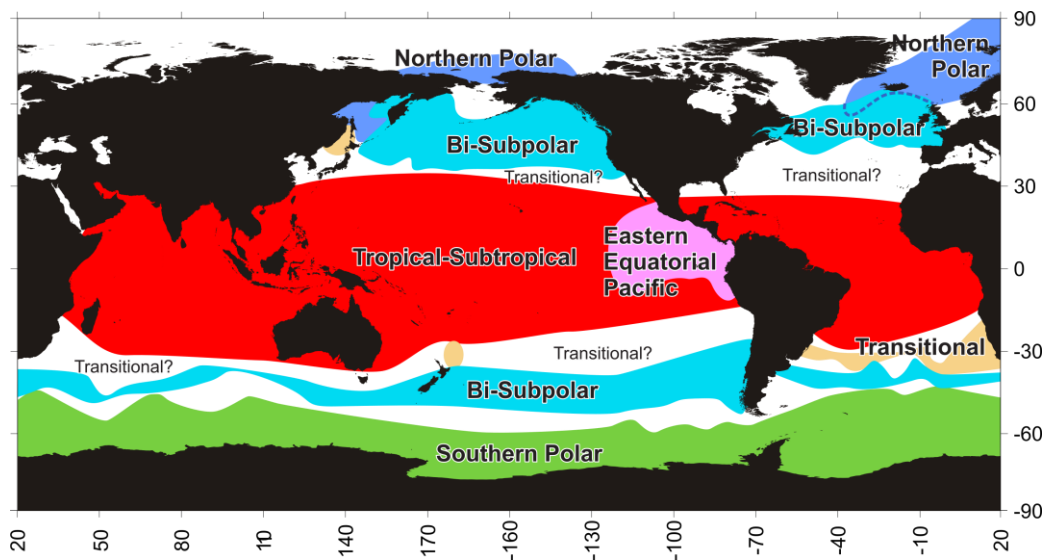 90
Northern Polar
Northern
Polar
60
Bi-Subpolar
Bi-Subpolar
Transitional?
Transitional?
30
Tropical-Subtropical
Eastern
Equatorial
Pacific
0
Transitional?
Transitional?
Transitional
-30
Bi-Subpolar
-60
Southern Polar
-90
20
50
80
110
140
170
-160
-130
-100
-70
-40
-10
20